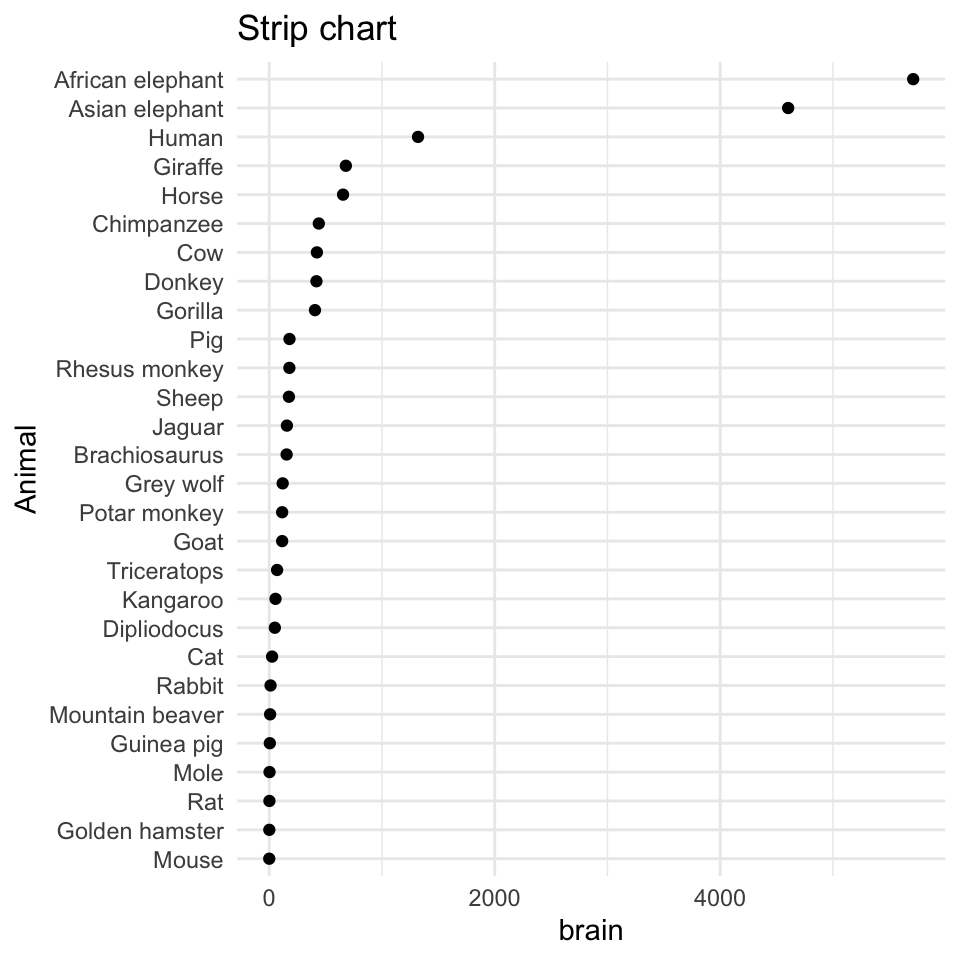 Strip chart
African elephant
Asian elephant
Human
Giraffe
Horse
Chimpanzee
Cow
Donkey
Gorilla
Pig
Rhesus monkey
Sheep
Jaguar
Brachiosaurus
Grey wolf
Potar monkey
Goat
Triceratops
Kangaroo
Dipliodocus
Cat
Rabbit
Mountain beaver
Guinea pig
Mole
Rat
Golden hamster
Mouse
Animal
0 2000 4000
brain